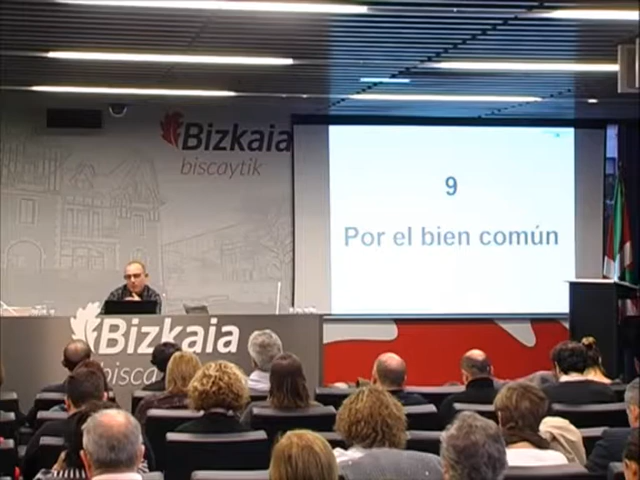 Bizkaia
biscaytik
9
Por el bien común
Bizkaia
bisca